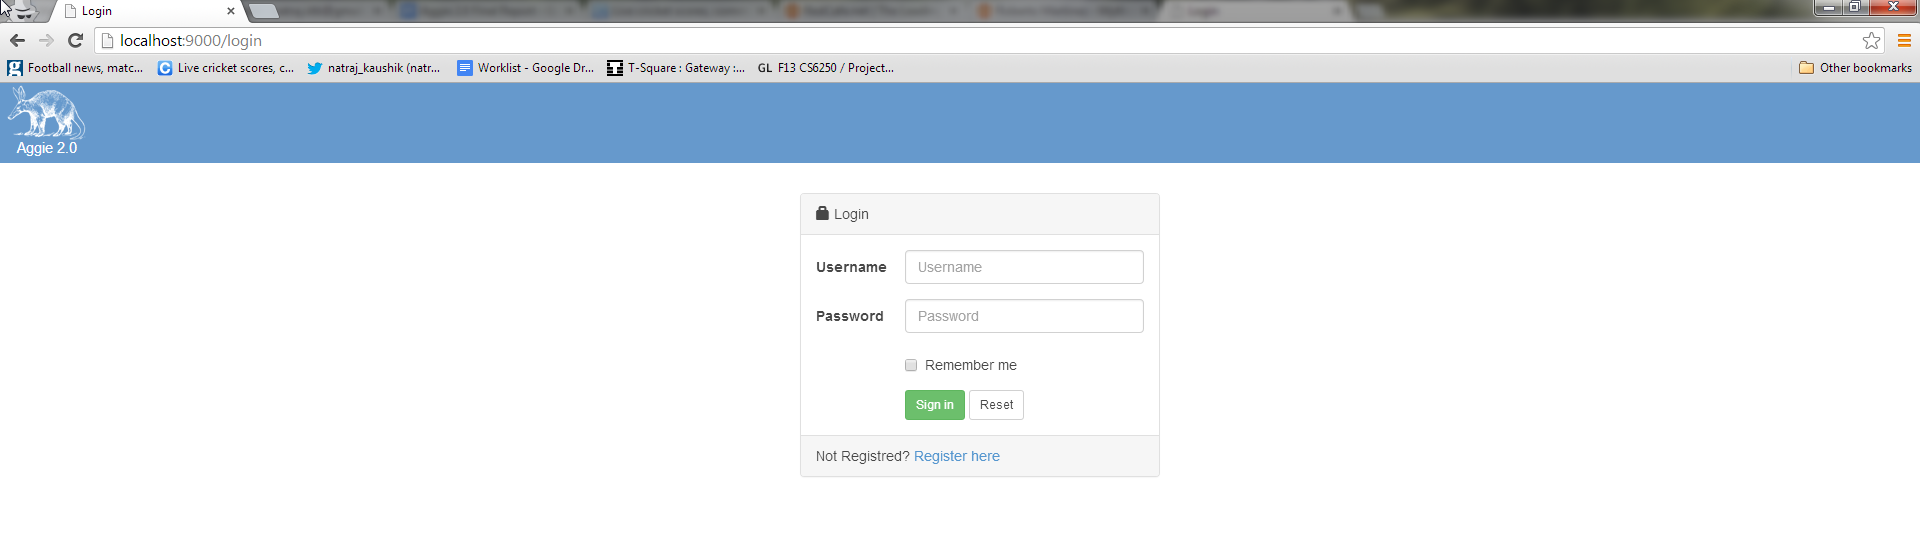 Login
localhost:9000/login
Football news, matc... Live cricket scores, c... natraj_kaushik (natr... Worklist - Google Dr... T-Square : Gateway :... GL F13 CS6250 / Project... Other bookmarks
Aggie 2.0
Login
Username Username
Password Password
Remember me
Sign in Reset
Not Registred? Register here